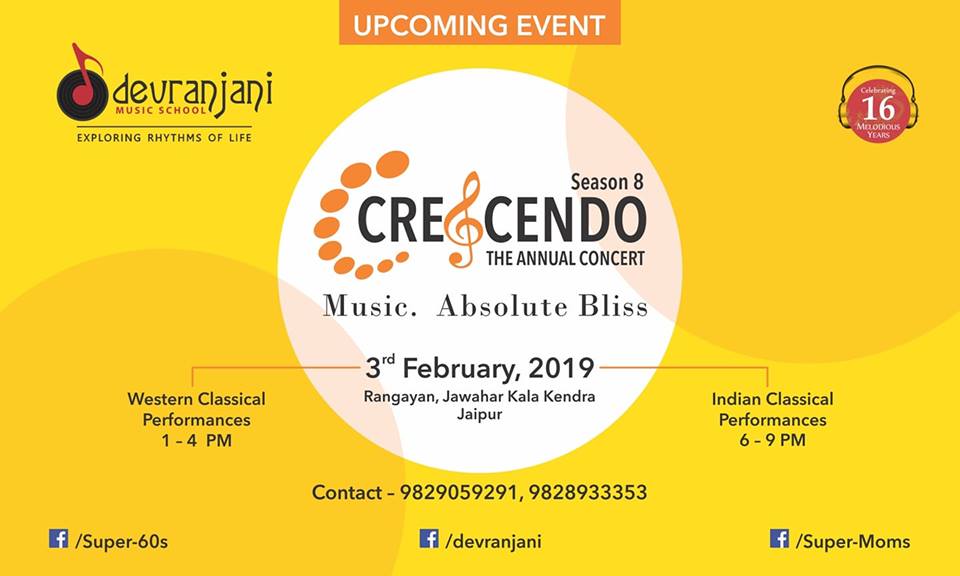 UPCOMING EVENT
devranjani
MUSIC SCHOOL
EXPLORING RHYTHMS OF LIFE
Celebrating
16
MELODIOUS
YEARS
Season 8
CRESCENDO
THE ANNUAL CONCERT
Music. Absolute Bliss
3rd February, 2019
Rangayan, Jawahar Kala Kendra
Jaipur
Western Classical
Performances
1 – 4 PM
Indian Classical
Performances
6 – 9 PM
Contact – 9829059291, 9828933353
f /Super-60s
f /devranjani
f /Super-Moms